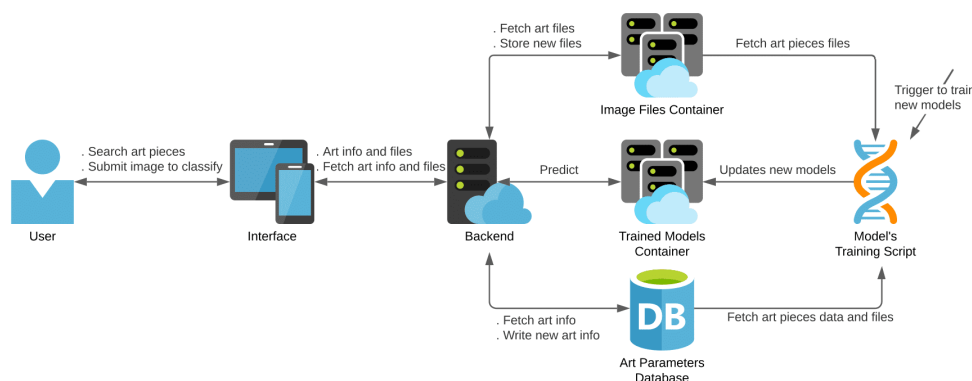 . Fetch art files
. Store new files
Fetch art pieces files
Image Files Container
Trigger to train
new models
. Search art pieces
. Submit image to classify
. Art info and files
. Fetch art info and files
Predict
Updates new models
User
Interface
Backend
Trained Models
Container
Model's
Training Script
. Fetch art info
. Write new art info
DB
Fetch art pieces data and files
Art Parameters
Database